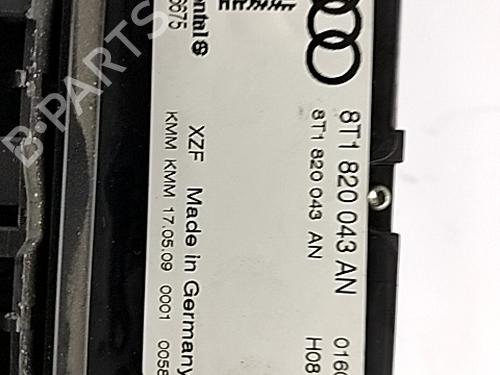 8T1 820 043 AN
8T1 820 043 AN
H08
XZF Made in Germany
KMM KMM 17.05.09 0001 0058
B-PARTS